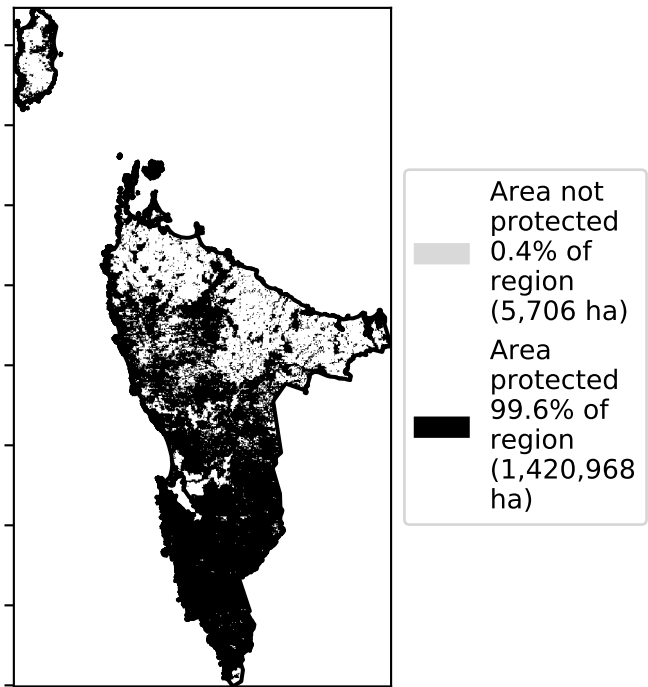 Area not
protected
0.4% of
region
(5,706 ha)
Area
protected
99.6% of
region
(1,420,968
ha)